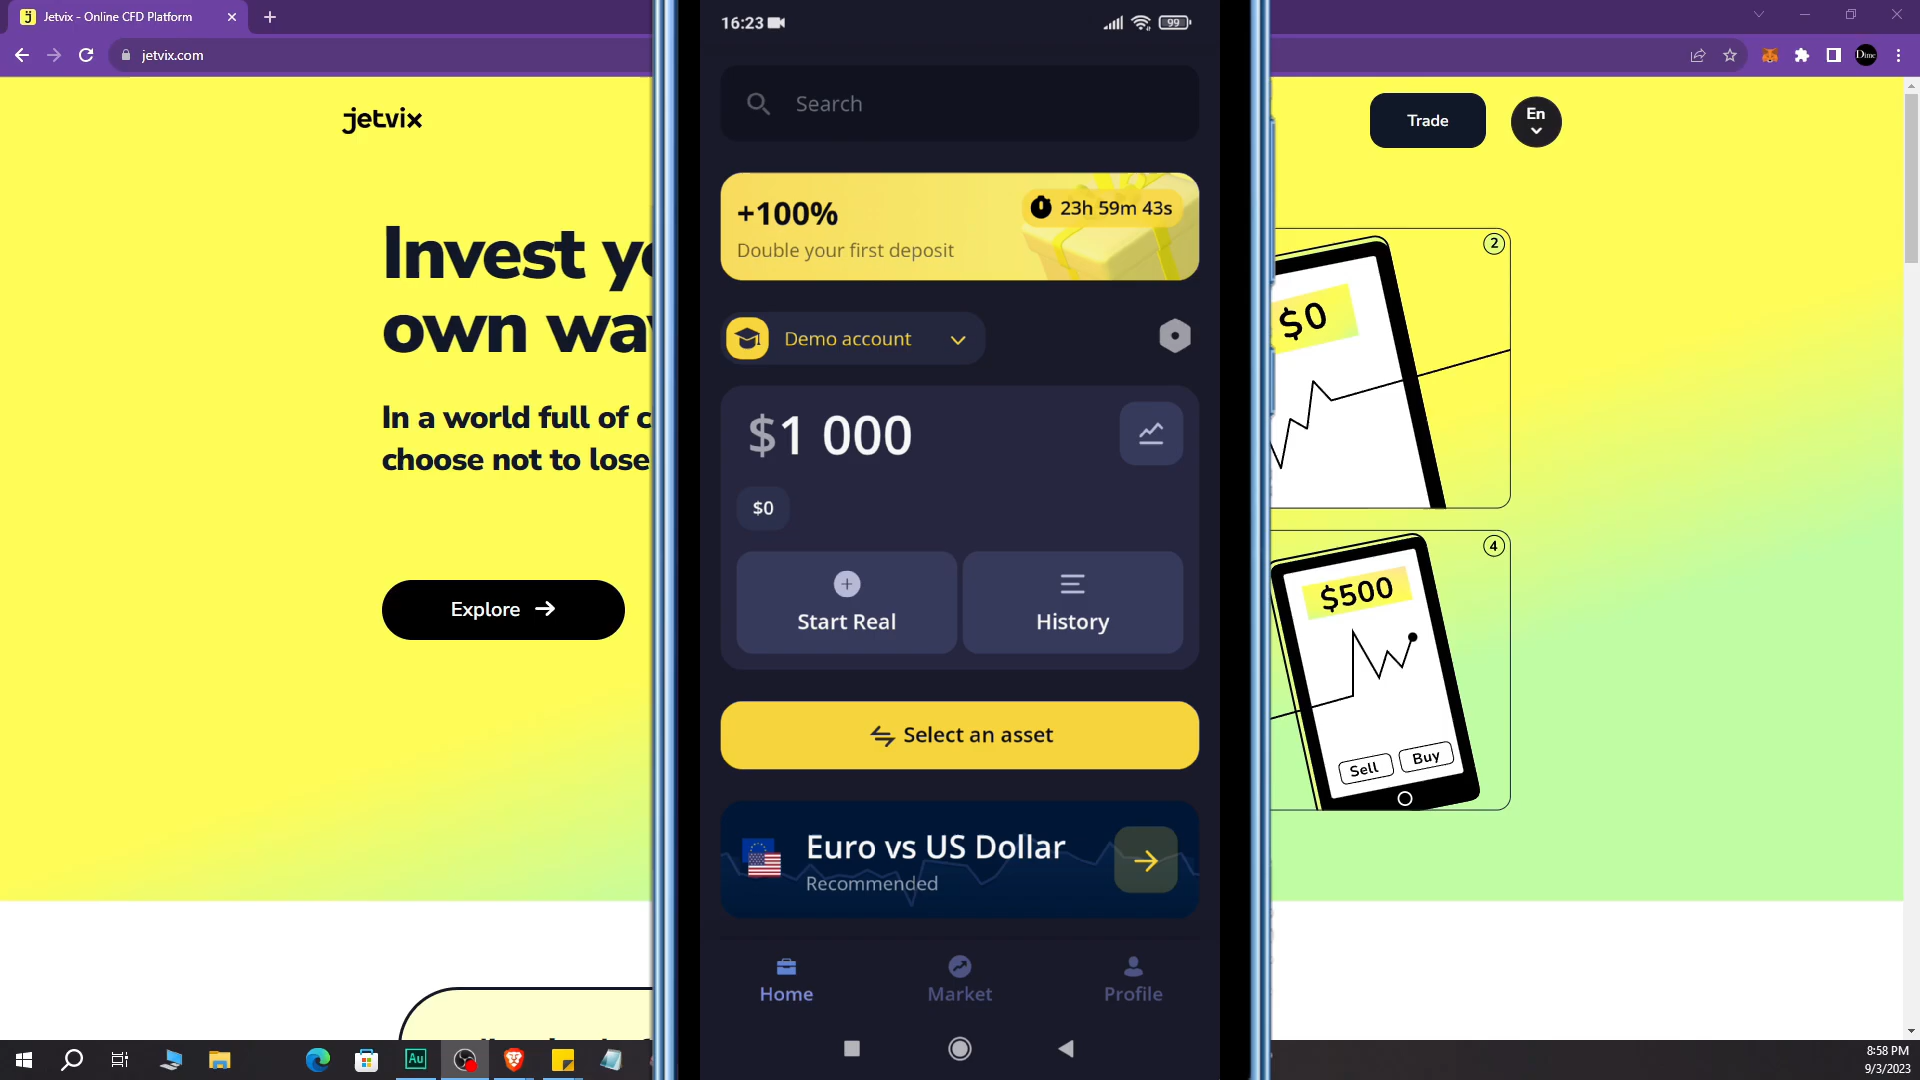 Jetvix - Online CFD Platform
jetvix.com
jetvix
Trade
En
Invest yo
own wa
In a world full of c
choose not to lose
Explore
16:23
99
Search
+100%
23h 59m 43s
Double your first deposit
Demo account
$1 000
$0
Start Real
History
Select an asset
Euro vs US Dollar
Recommended
Home
Market
Profile
2
$0
4
$500
Sell
Buy
Dime
Au
8:58 PM
9/3/2023